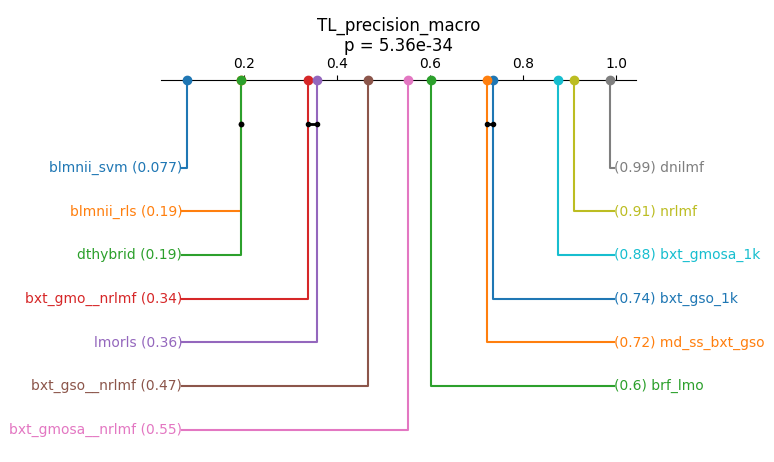 TL_precision_macro
p = 5.36e-34
0.2 0.4 0.6 0.8 1.0
blmnii_svm (0.077)
(0.99) dnilmf
blmnii_rls (0.19)
(0.91) nrlmf
dthybrid (0.19)
(0.88) bxt_gmosa_1k
bxt_gmo__nrlmf (0.34)
(0.74) bxt_gso_1k
lmorls (0.36)
(0.72) md_ss_bxt_gso
bxt_gso__nrlmf (0.47)
(0.6) brf_lmo
bxt_gmosa__nrlmf (0.55)